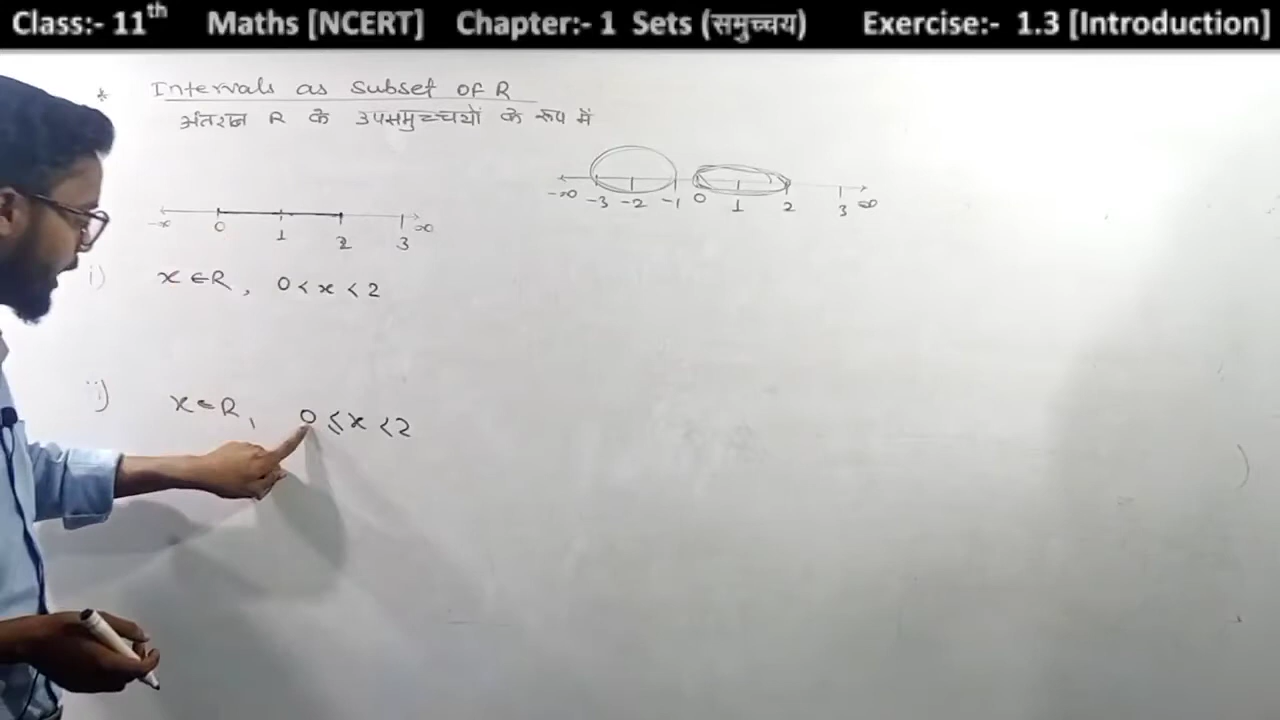 Class:- 11th Maths [NCERT] Chapter:- 1 Sets (समुच्चय) Exercise:- 1.3 [Introduction]
* Intervals as subset of R
अंतराल R के उपसमुच्चयों के रूप में
-∞ -3 -2 -1 0 1 2 3 ∞
-∞ 0 1 2 3 ∞
i) x ∈ R, 0 < x < 2
ii) x ∈ R, 0 ≤ x < 2